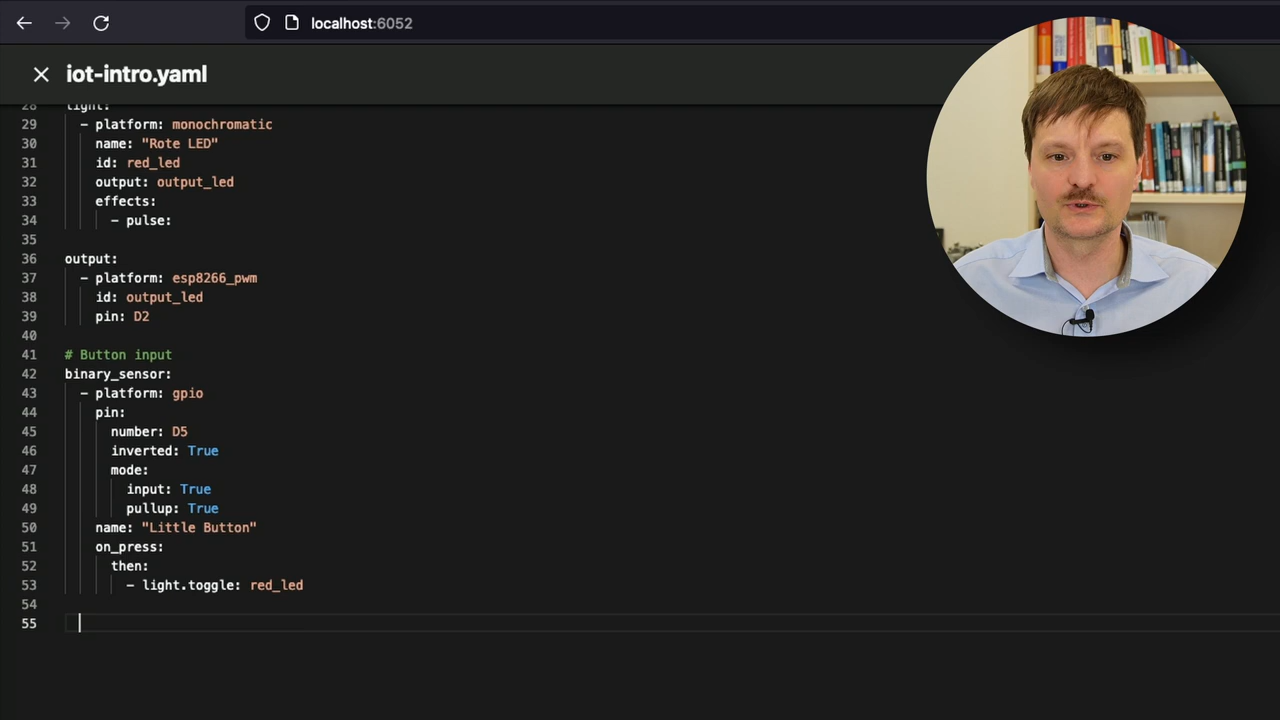 localhost:6052
iot-intro.yaml
28 light:
29 - platform: monochromatic
30 name: "Rote LED"
31 id: red_led
32 output: output_led
33 effects:
34 - pulse:
35
36 output:
37 - platform: esp8266_pwm
38 id: output_led
39 pin: D2
40
41 # Button input
42 binary_sensor:
43 - platform: gpio
44 pin:
45 number: D5
46 inverted: True
47 mode:
48 input: True
49 pullup: True
50 name: "Little Button"
51 on_press:
52 then:
53 - light.toggle: red_led
54
55